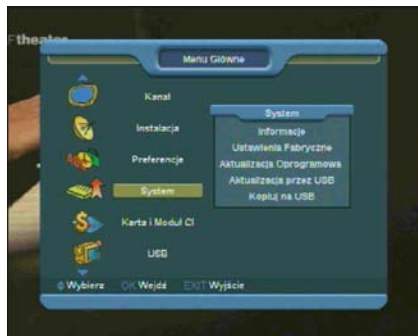 theater
Menu Główne
Kanał
Instalacja
Preferencje
System
Karta i Moduł CI
USB
System
Informacje
Ustawienia Fabryczne
Aktualizacja Oprogramowa
Aktualizacja przez USB
Kopiuj na USB
Wybierz OK Wejdź EXIT Wyjście